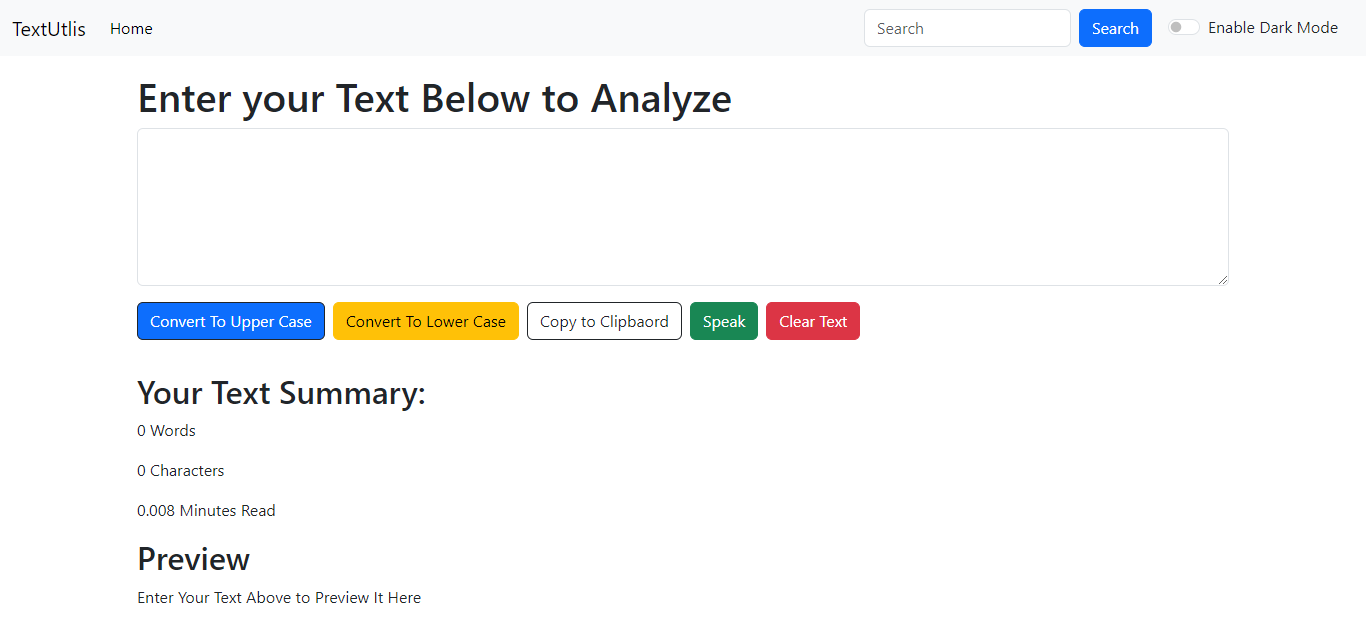 TextUtlis Home Search Search Enable Dark Mode
Enter your Text Below to Analyze
Convert To Upper Case Convert To Lower Case Copy to Clipbaord Speak Clear Text
Your Text Summary:
0 Words
0 Characters
0.008 Minutes Read
Preview
Enter Your Text Above to Preview It Here